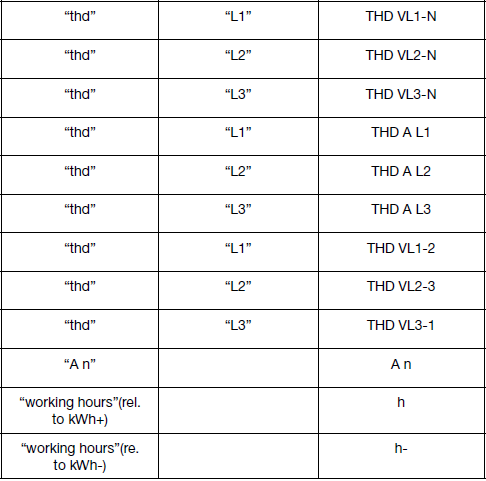 “thd” “L1” THD VL1-N
“thd” “L2” THD VL2-N
“thd” “L3” THD VL3-N
“thd” “L1” THD A L1
“thd” “L2” THD A L2
“thd” “L3” THD A L3
“thd” “L1” THD VL1-2
“thd” “L2” THD VL2-3
“thd” “L3” THD VL3-1
“A n” A n
“working hours”(rel. h
to kWh+)
“working hours”(re. h-
to kWh-)